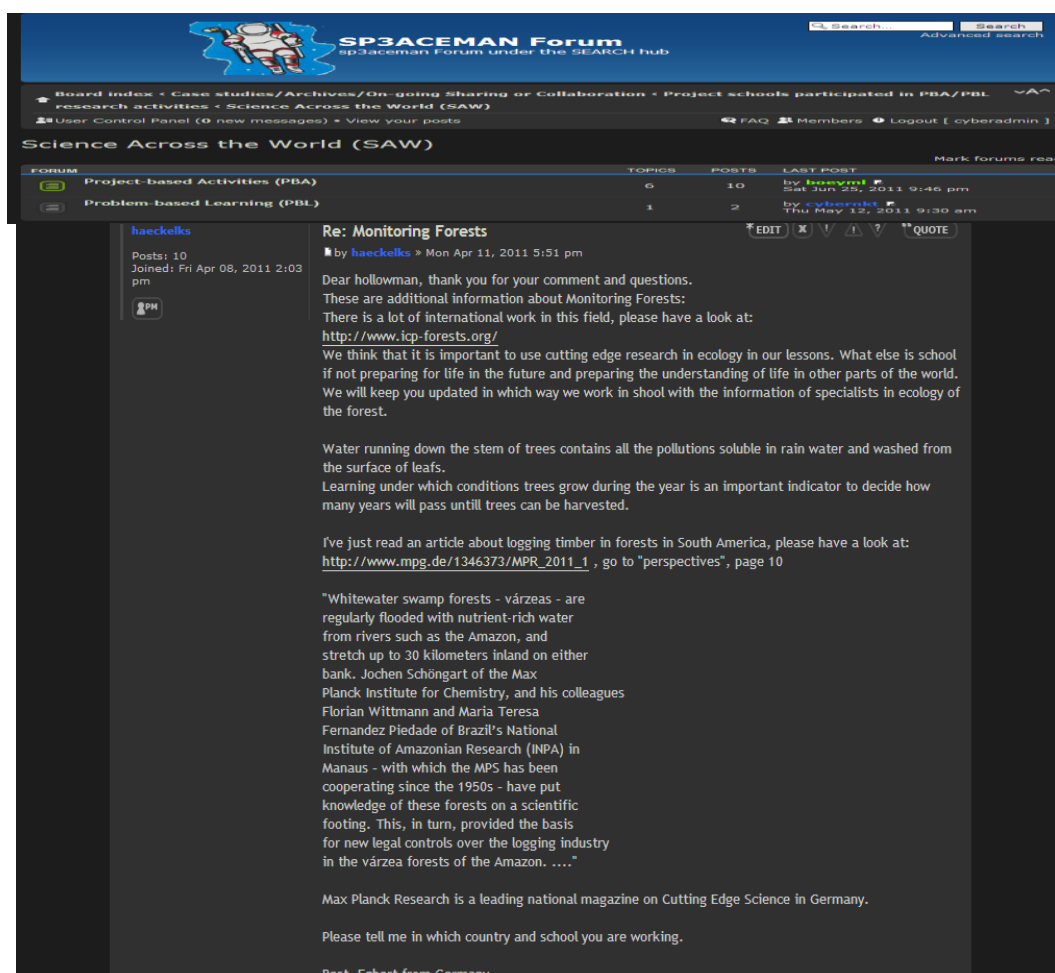 SP3ACEMAN Forum
sp3aceman Forum under the SEARCH hub
Search...
Search
Advanced search
Board index ‹ Case studies/Archives/On-going Sharing or Collaboration ‹ Project schools participated in PBA/PBL
research activities ‹ Science Across the World (SAW)
User Control Panel (0 new messages) • View your posts
FAQ Members Logout [ cyberadmin ]
Science Across the World (SAW)
Mark forums rea
FORUM TOPICS POSTS LAST POST
Project-based Activities (PBA) 6 10 by boeyml
Sat Jun 25, 2011 9:46 pm
Problem-based Learning (PBL) 1 2 by cybernkt
Thu May 12, 2011 9:30 am
haeckelks
Posts: 10
Joined: Fri Apr 08, 2011 2:03
pm
PM
Re: Monitoring Forests
EDIT X ! ! ? QUOTE
by haeckelks » Mon Apr 11, 2011 5:51 pm
Dear hollowman, thank you for your comment and questions.
These are additional information about Monitoring Forests:
There is a lot of international work in this field, please have a look at:
http://www.icp-forests.org/
We think that it is important to use cutting edge research in ecology in our lessons. What else is school
if not preparing for life in the future and preparing the understanding of life in other parts of the world.
We will keep you updated in which way we work in shool with the information of specialists in ecology of
the forest.
Water running down the stem of trees contains all the pollutions soluble in rain water and washed from
the surface of leafs.
Learning under which conditions trees grow during the year is an important indicator to decide how
many years will pass untill trees can be harvested.
I've just read an article about logging timber in forests in South America, please have a look at:
http://www.mpg.de/1346373/MPR_2011_1 , go to "perspectives", page 10
"Whitewater swamp forests - várzeas - are
regularly flooded with nutrient-rich water
from rivers such as the Amazon, and
stretch up to 30 kilometers inland on either
bank. Jochen Schöngart of the Max
Planck Institute for Chemistry, and his colleagues
Florian Wittmann and Maria Teresa
Fernandez Piedade of Brazil's National
Institute of Amazonian Research (INPA) in
Manaus - with which the MPS has been
cooperating since the 1950s - have put
knowledge of these forests on a scientific
footing. This, in turn, provided the basis
for new legal controls over the logging industry
in the várzea forests of the Amazon. ...."
Max Planck Research is a leading national magazine on Cutting Edge Science in Germany.
Please tell me in which country and school you are working.